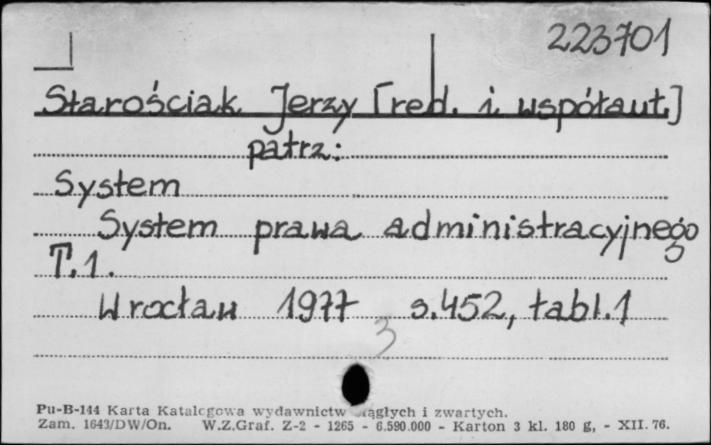 223701
Starościak Jerzy [red. i współaut.]
patrz:
System
System prawa administracyjnego
T.1.
Wrocław 1977 s.452, tabl.1
3
Pu-B-144 Karta Katalogowa wydawnictw ciągłych i zwartych.
Zam. 1643/DW/On. W.Z.Graf. Z-2 - 1265 - 6.590.000 - Karton 3 kl. 180 g, - XII. 76.